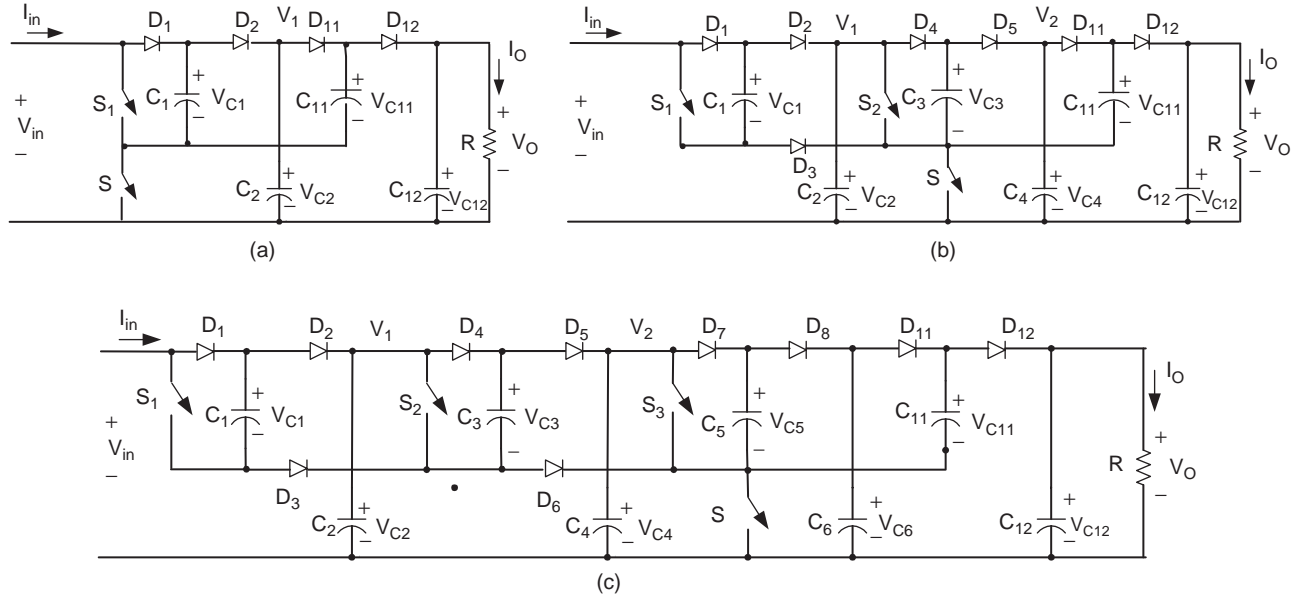 I_in D_1 D_2 V_1 D_11 D_12
I_O
+ V_in −
S_1 C_1 + − V_C1 C_11 + − V_C11
S C_2 + − V_C2 C_12 + − V_C12
R + V_O −
(a)
I_in D_1 D_2 V_1 D_4 D_5 V_2 D_11 D_12
I_O
+ V_in −
S_1 C_1 + − V_C1 S_2 C_3 + − V_C3 C_11 + − V_C11
D_3 C_2 + − V_C2 S C_4 + − V_C4 C_12 + − V_C12
R + V_O −
(b)
I_in D_1 D_2 V_1 D_4 D_5 V_2 D_7 D_8 D_11 D_12
I_O
+ V_in −
S_1 C_1 + − V_C1 S_2 C_3 + − V_C3 S_3 C_5 + − V_C5 C_11 + − V_C11
D_3 D_6
C_2 + − V_C2 C_4 + − V_C4 S C_6 + − V_C6 C_12 + − V_C12
R + V_O −
(c)